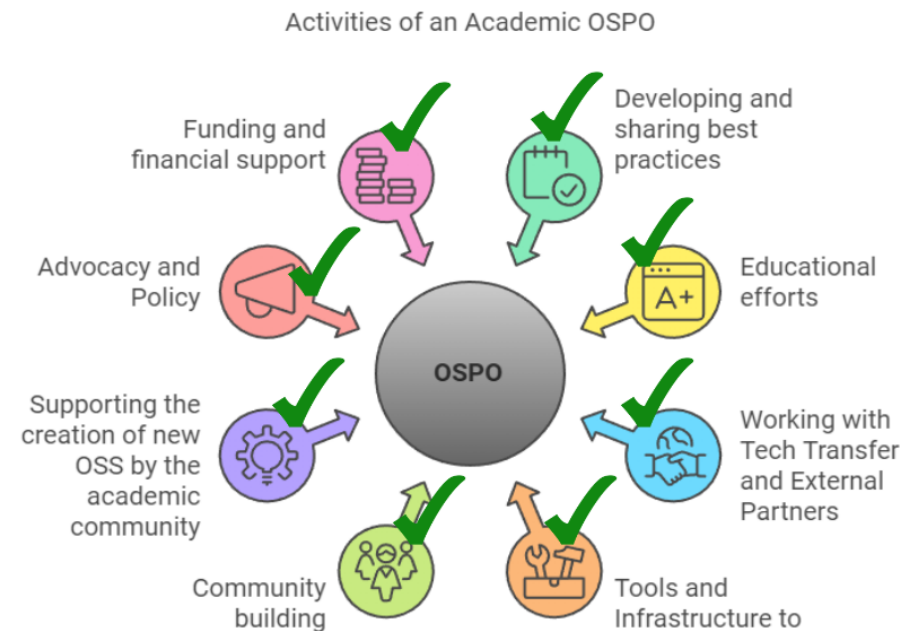 Activities of an Academic OSPO
Funding and
financial support
Developing and
sharing best
practices
Advocacy and
Policy
Educational
efforts
A+
OSPO
Supporting the
creation of new
OSS by the
academic
community
Working with
Tech Transfer
and External
Partners
Community
building
Tools and
Infrastructure to